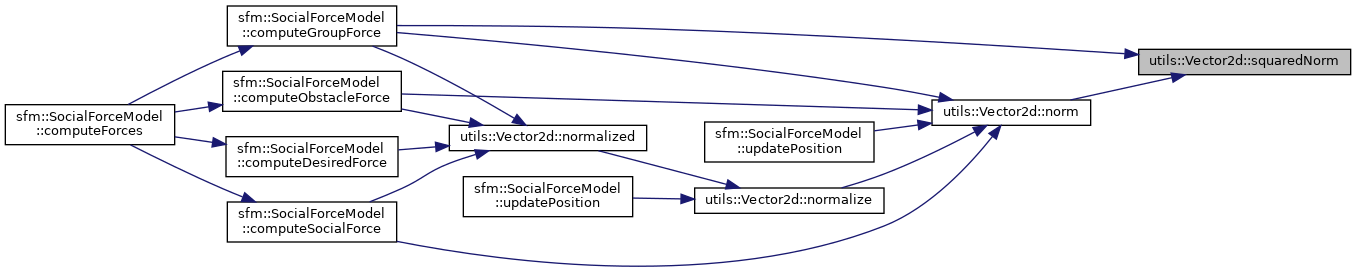 sfm::SocialForceModel
::computeGroupForce
utils::Vector2d::squaredNorm
sfm::SocialForceModel
::computeObstacleForce
utils::Vector2d::norm
sfm::SocialForceModel
::computeForces
utils::Vector2d::normalized
sfm::SocialForceModel
::updatePosition
sfm::SocialForceModel
::computeDesiredForce
sfm::SocialForceModel
::updatePosition
utils::Vector2d::normalize
sfm::SocialForceModel
::computeSocialForce